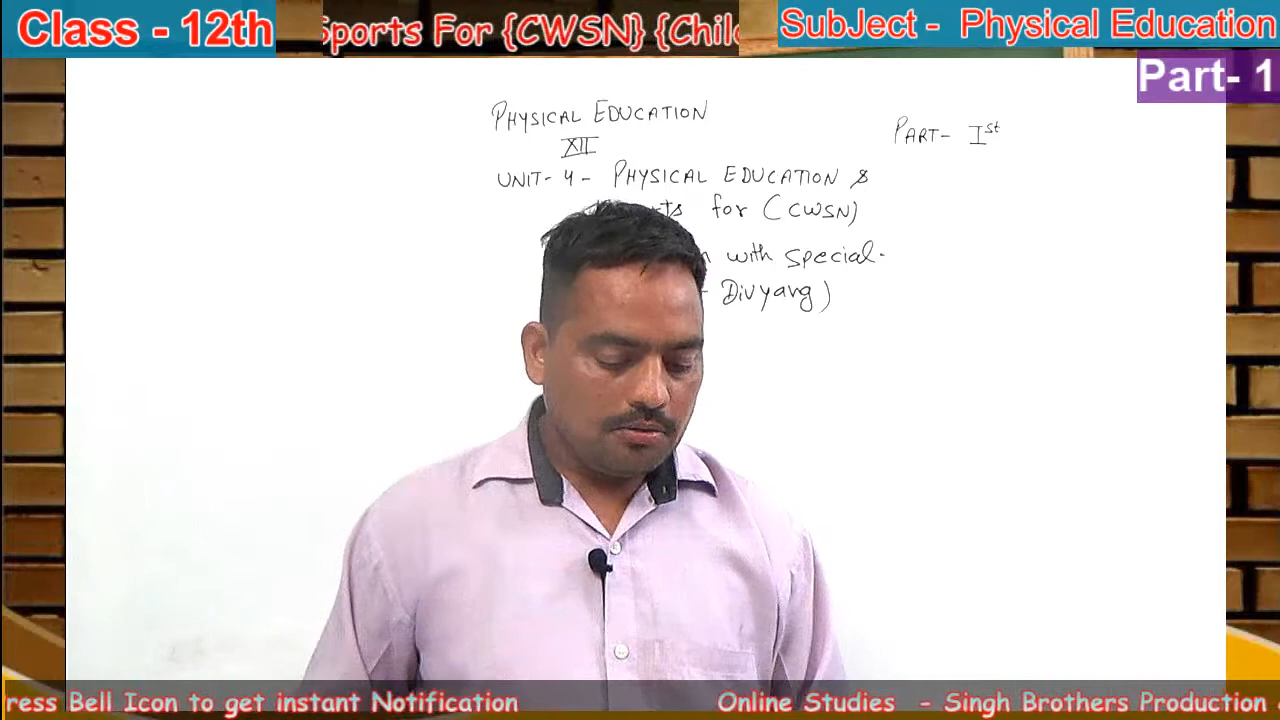 Class - 12th
Sports For {CWSN} {Chil
SubJect - Physical Education
Part- 1
PHYSICAL EDUCATION
XII
PART- Ist
UNIT- 4 - PHYSICAL EDUCATION &
for (CWSN)
with special-
Divyang)
ress Bell Icon to get instant Notification
Online Studies - Singh Brothers Production